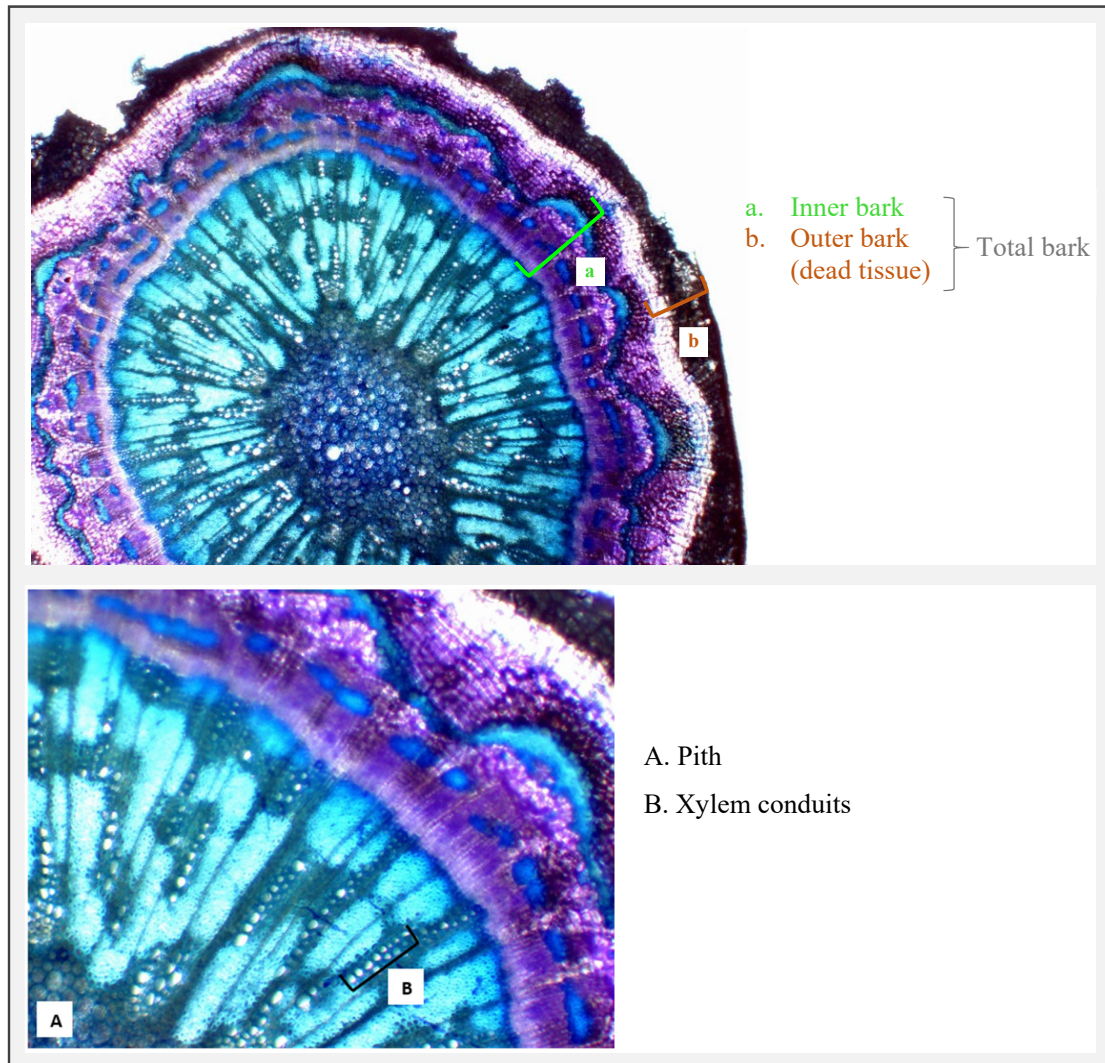 a. Inner bark
b. Outer bark
(dead tissue)
Total bark
a
b
A. Pith
B. Xylem conduits
B
A